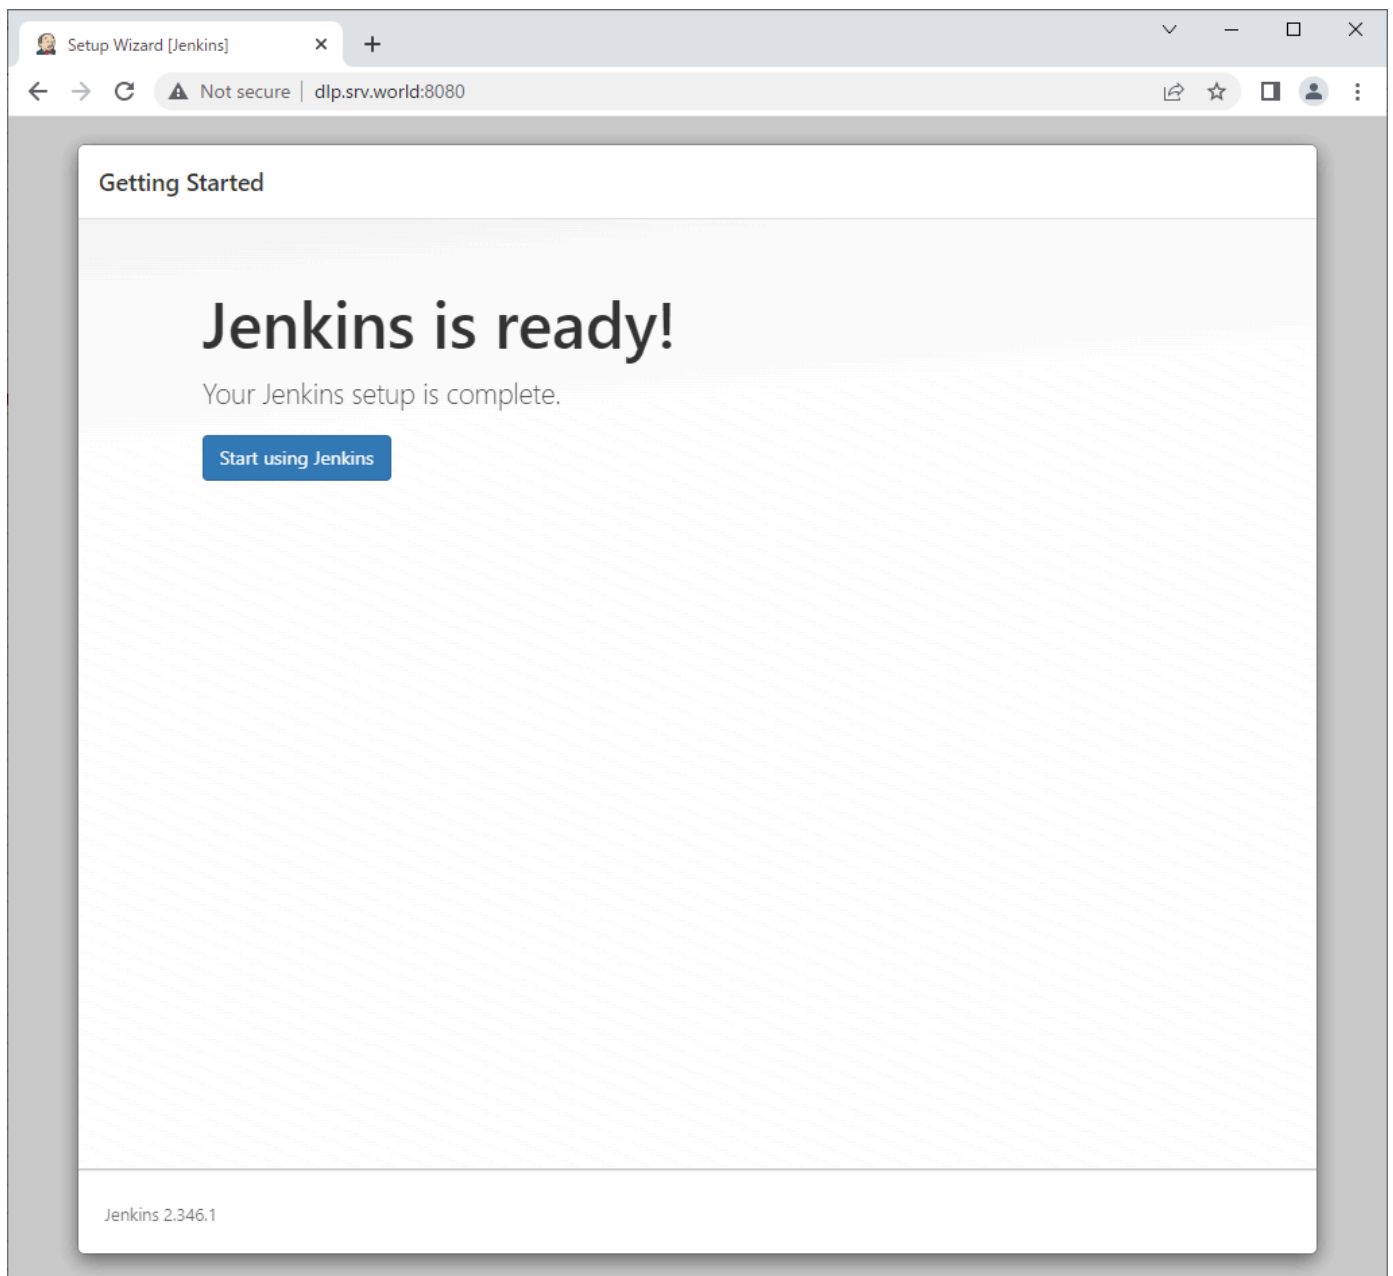 Setup Wizard [Jenkins]
Not secure
dlp.srv.world:8080
Getting Started
Jenkins is ready!
Your Jenkins setup is complete.
Start using Jenkins
Jenkins 2.346.1